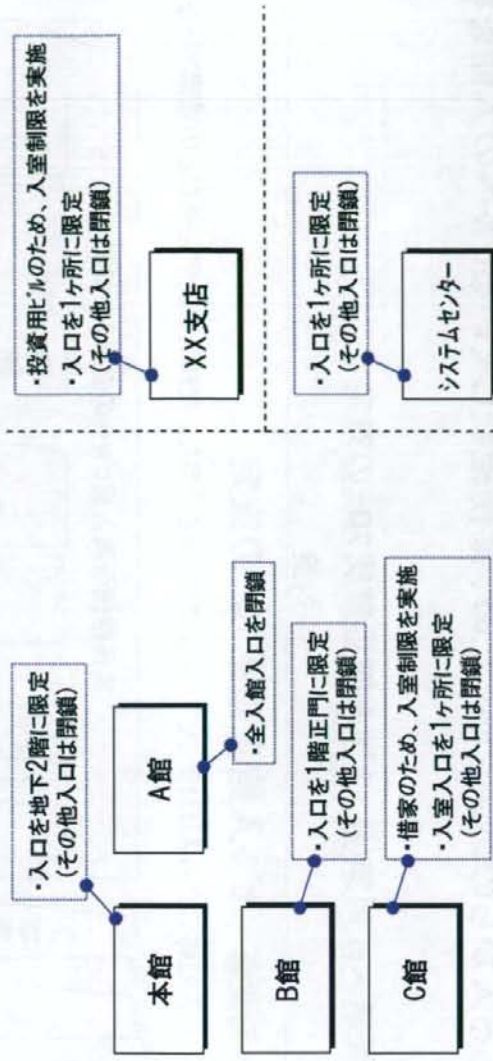 ・入口を地下2階に限定
(その他入口は閉鎖)
本館
A館
・全入館入口を閉鎖
B館
・入口を1階正門に限定
(その他入口は閉鎖)
C館
・借家のため、入室制限を実施
・入室入口を1ヶ所に限定
(その他入口は閉鎖)
・投資用ビルのため、入室制限を実施
・入口を1ヶ所に限定
(その他入口は閉鎖)
XX支店
・入口を1ヶ所に限定
(その他入口は閉鎖)
システムセンター